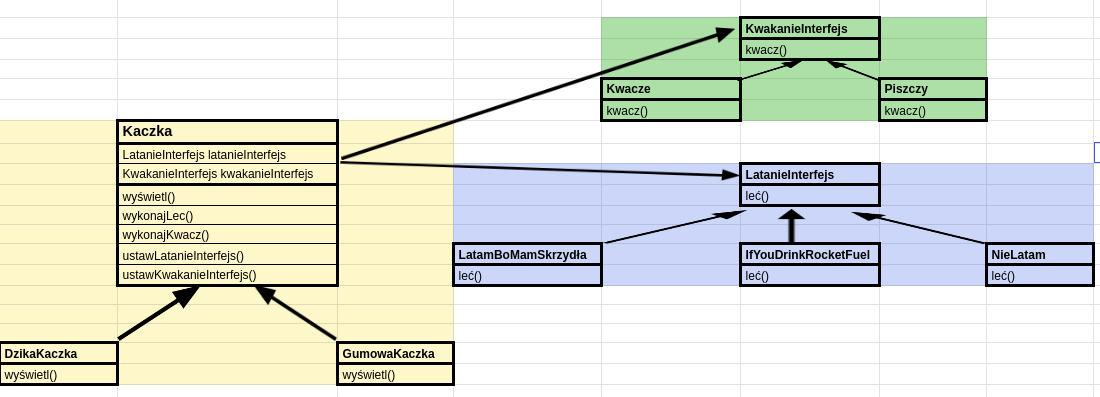 KwakanieInterfejs
kwacz()
Kwacze
kwacz()
Piszczy
kwacz()
Kaczka
LatanieInterfejs latanieInterfejs
KwakanieInterfejs kwakanieInterfejs
wyświetl()
wykonajLec()
wykonajKwacz()
ustawLatanieInterfejs()
ustawKwakanieInterfejs()
LatanieInterfejs
leć()
LatamBoMamSkrzydła
leć()
IfYouDrinkRocketFuel
leć()
NieLatam
leć()
DzikaKaczka
wyświetl()
GumowaKaczka
wyświetl()